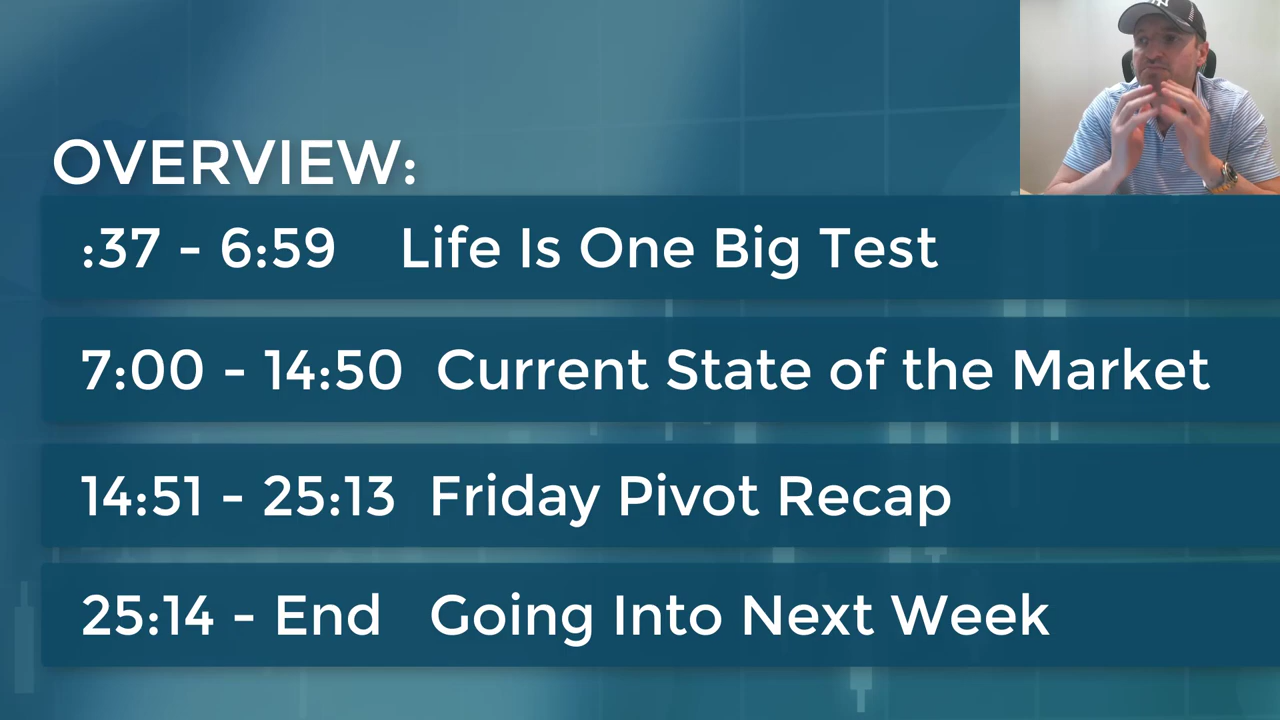 OVERVIEW:
:37 - 6:59 Life Is One Big Test
7:00 - 14:50 Current State of the Market
14:51 - 25:13 Friday Pivot Recap
25:14 - End Going Into Next Week